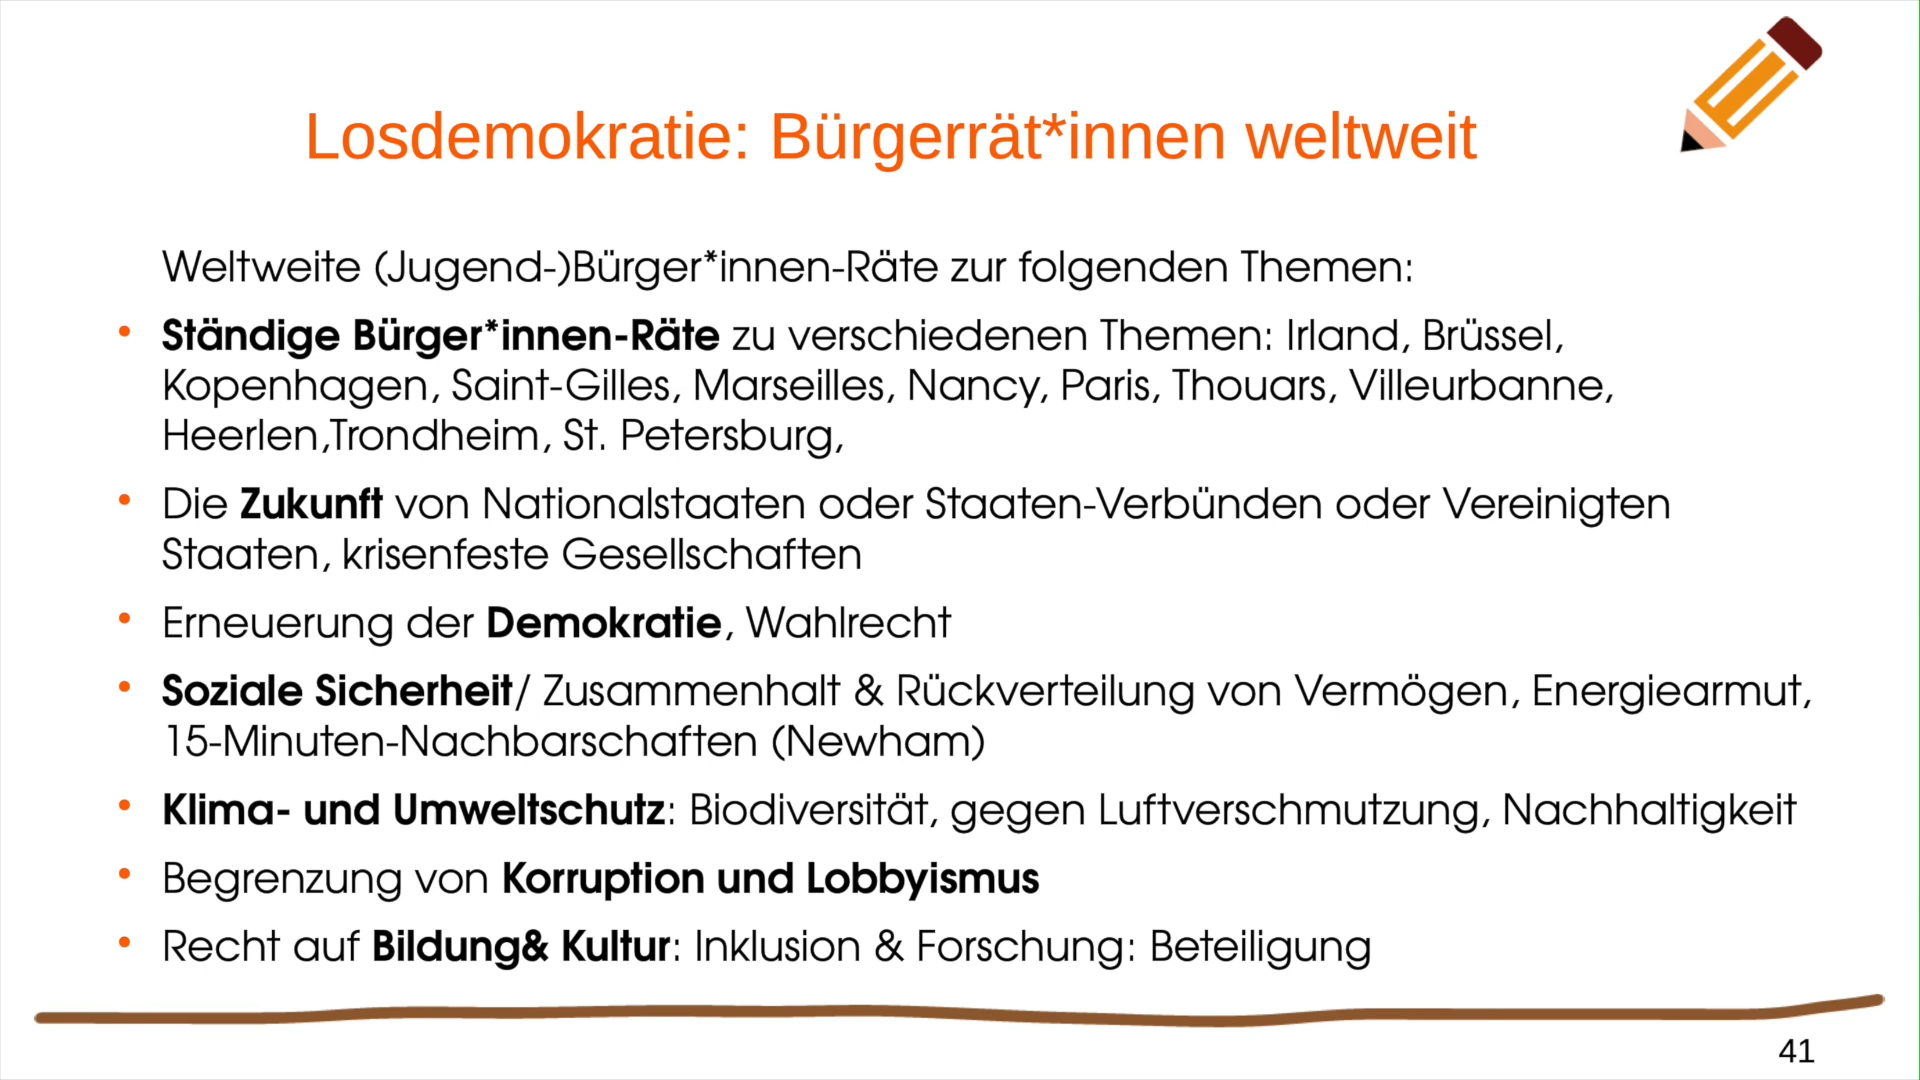 Losdemokratie: Bürgerrät*innen weltweit
Weltweite (Jugend-)Bürger*innen-Räte zur folgenden Themen:
• Ständige Bürger*innen-Räte zu verschiedenen Themen: Irland, Brüssel,
Kopenhagen, Saint-Gilles, Marseilles, Nancy, Paris, Thouars, Villeurbanne,
Heerlen,Trondheim, St. Petersburg,
• Die Zukunft von Nationalstaaten oder Staaten-Verbünden oder Vereinigten
Staaten, krisenfeste Gesellschaften
• Erneuerung der Demokratie, Wahlrecht
• Soziale Sicherheit/ Zusammenhalt & Rückverteilung von Vermögen, Energiearmut,
15-Minuten-Nachbarschaften (Newham)
• Klima- und Umweltschutz: Biodiversität, gegen Luftverschmutzung, Nachhaltigkeit
• Begrenzung von Korruption und Lobbyismus
• Recht auf Bildung& Kultur: Inklusion & Forschung: Beteiligung
41